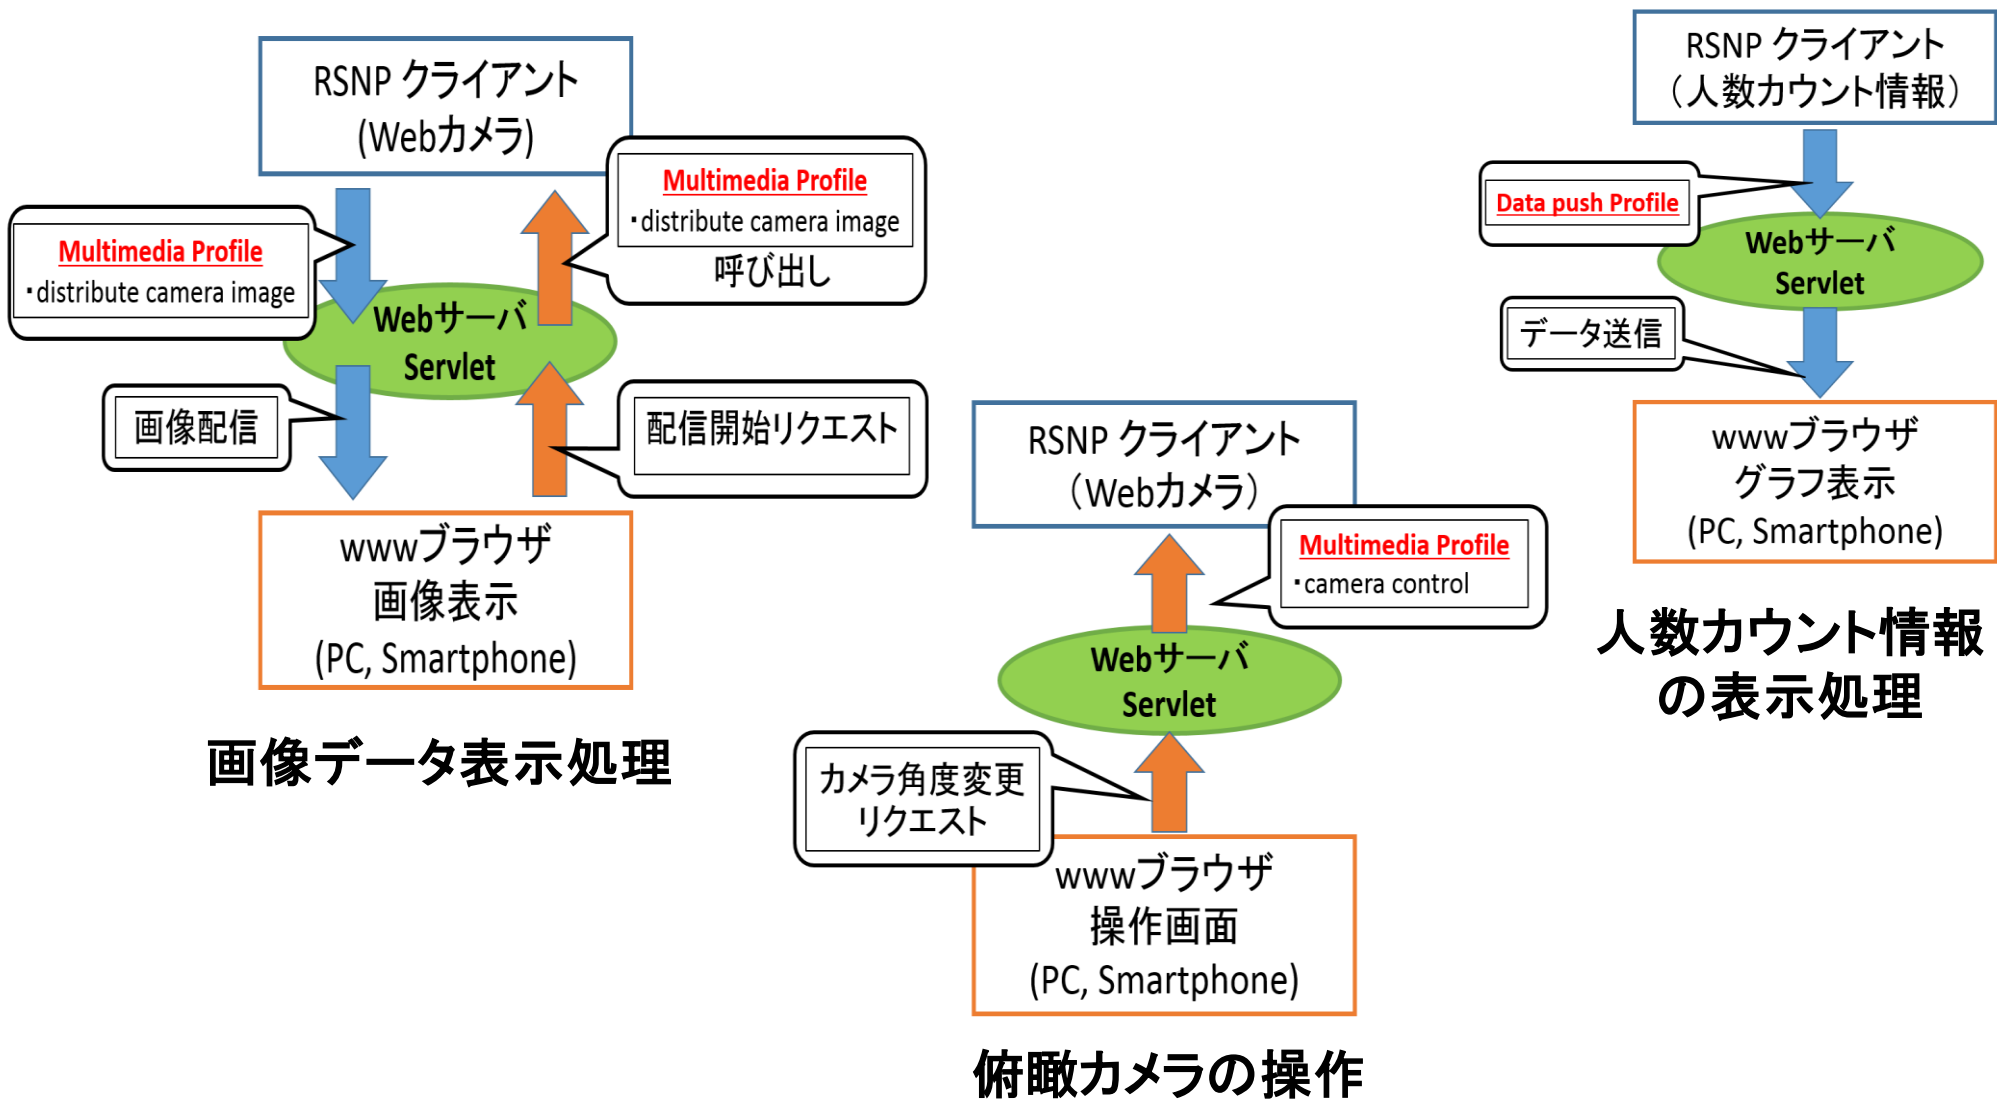 RSNP クライアント
(Webカメラ)
Multimedia Profile
・distribute camera image
呼び出し
Multimedia Profile
・distribute camera image
Webサーバ
Servlet
画像配信
配信開始リクエスト
wwwブラウザ
画像表示
(PC, Smartphone)
画像データ表示処理
RSNP クライアント
（Webカメラ）
Multimedia Profile
・camera control
Webサーバ
Servlet
カメラ角度変更
リクエスト
wwwブラウザ
操作画面
(PC, Smartphone)
俯瞰カメラの操作
RSNP クライアント
（人数カウント情報）
Data push Profile
Webサーバ
Servlet
データ送信
wwwブラウザ
グラフ表示
(PC, Smartphone)
人数カウント情報
の表示処理